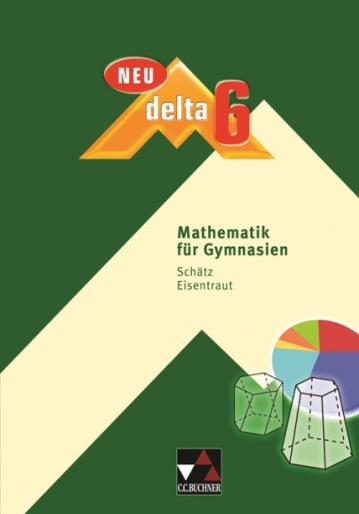 NEU
delta 6
Mathematik
für Gymnasien
Schätz
Eisentraut
C.C.BUCHNER